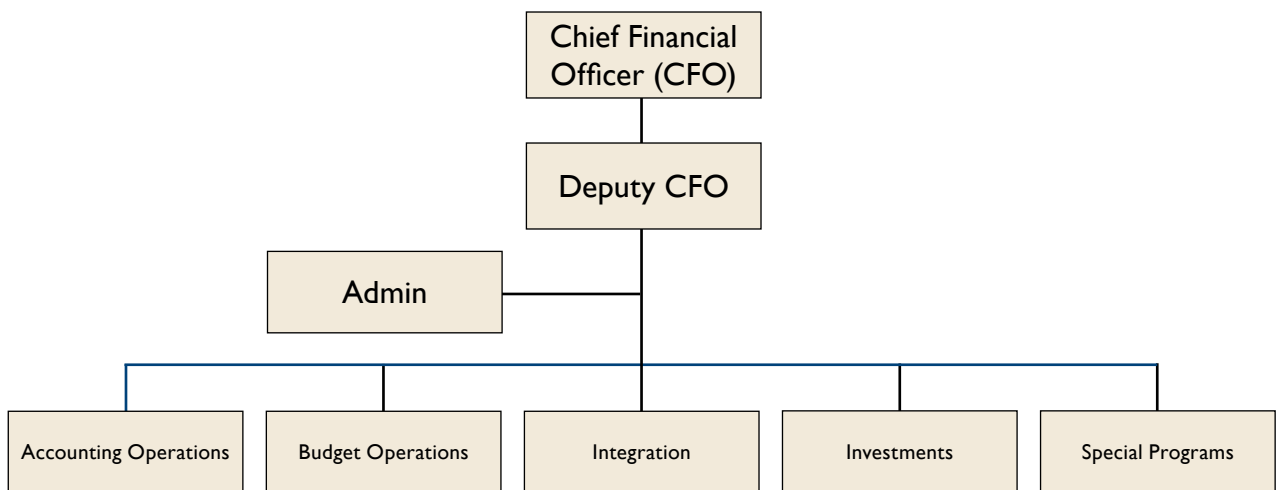 Chief Financial
Officer (CFO)
Deputy CFO
Admin
Accounting Operations
Budget Operations
Integration
Investments
Special Programs